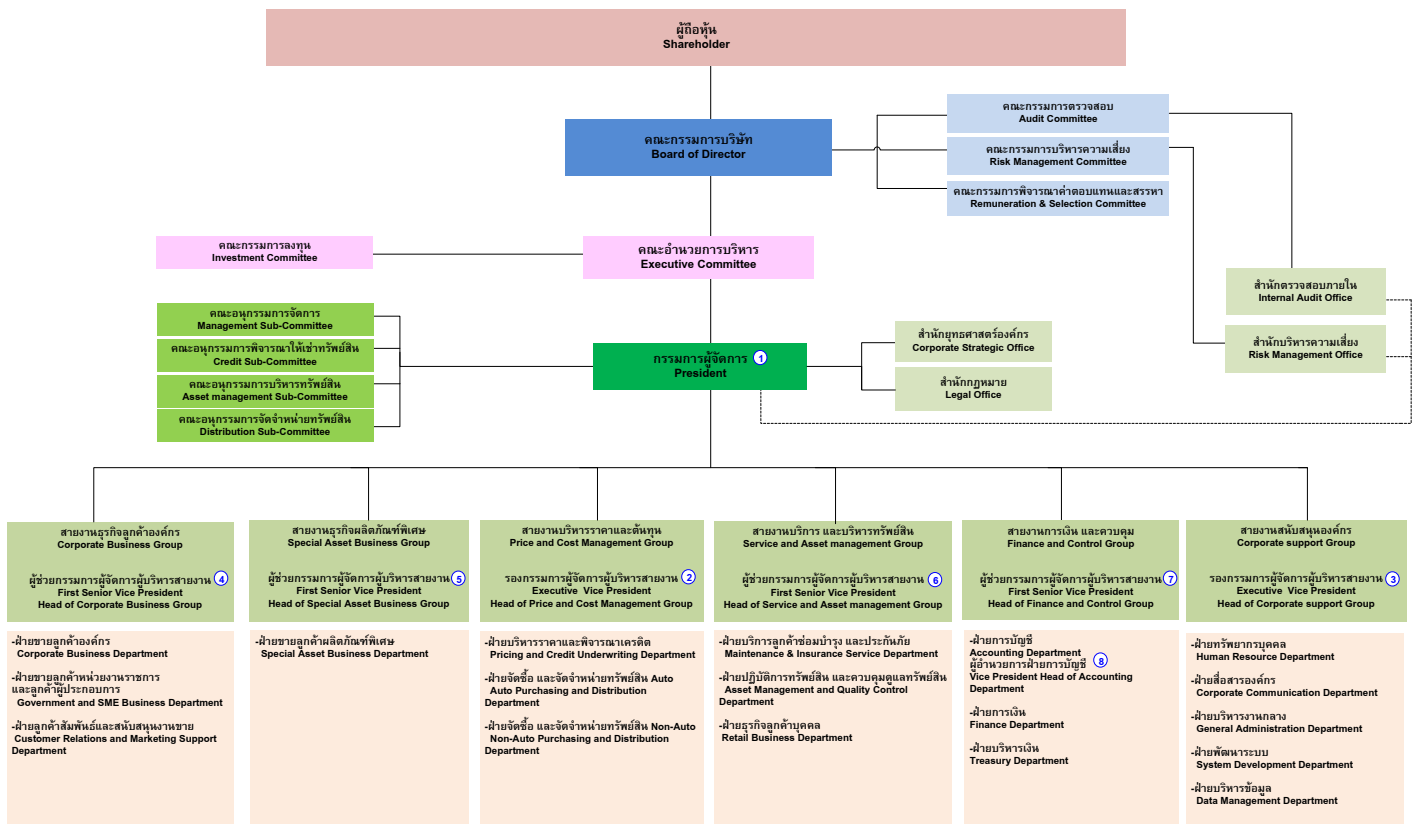 ผู้ถือหุ้น
Shareholder
คณะกรรมการบริษัท
Board of Director
คณะกรรมการตรวจสอบ
Audit Committee
คณะกรรมการบริหารความเสี่ยง
Risk Management Committee
คณะกรรมการพิจารณาค่าตอบแทนและสรรหา
Remuneration & Selection Committee
คณะกรรมการลงทุน
Investment Committee
คณะอำนวยการบริหาร
Executive Committee
สำนักตรวจสอบภายใน
Internal Audit Office
สำนักบริหารความเสี่ยง
Risk Management Office
คณะอนุกรรมการจัดการ
Management Sub-Committee
คณะอนุกรรมการพิจารณาให้เช่าทรัพย์สิน
Credit Sub-Committee
คณะอนุกรรมการบริหารทรัพย์สิน
Asset management Sub-Committee
คณะอนุกรรมการจัดจำหน่ายทรัพย์สิน
Distribution Sub-Committee
กรรมการผู้จัดการ 1
President
สำนักยุทธศาสตร์องค์กร
Corporate Strategic Office
สำนักกฎหมาย
Legal Office
สายงานธุรกิจลูกค้าองค์กร
Corporate Business Group
ผู้ช่วยกรรมการผู้จัดการผู้บริหารสายงาน 4
First Senior Vice President
Head of Corporate Business Group
-ฝ่ายขายลูกค้าองค์กร
Corporate Business Department
-ฝ่ายขายลูกค้าหน่วยงานราชการ
และลูกค้าผู้ประกอบการ
Government and SME Business Department
-ฝ่ายลูกค้าสัมพันธ์และสนับสนุนงานขาย
Customer Relations and Marketing Support
Department
สายงานธุรกิจผลิตภัณฑ์พิเศษ
Special Asset Business Group
ผู้ช่วยกรรมการผู้จัดการผู้บริหารสายงาน 5
First Senior Vice President
Head of Special Asset Business Group
-ฝ่ายขายลูกค้าผลิตภัณฑ์พิเศษ
Special Asset Business Department
สายงานบริหารราคาและต้นทุน
Price and Cost Management Group
รองกรรมการผู้จัดการผู้บริหารสายงาน 2
Executive Vice President
Head of Price and Cost Management Group
-ฝ่ายบริหารราคาและพิจารณาเครดิต
Pricing and Credit Underwriting Department
-ฝ่ายจัดซื้อ และจัดจำหน่ายทรัพย์สิน Auto
Auto Purchasing and Distribution
Department
-ฝ่ายจัดซื้อ และจัดจำหน่ายทรัพย์สิน Non-Auto
Non-Auto Purchasing and Distribution
Department
สายงานบริการ และบริหารทรัพย์สิน
Service and Asset management Group
ผู้ช่วยกรรมการผู้จัดการผู้บริหารสายงาน 6
First Senior Vice President
Head of Service and Asset management Group
-ฝ่ายบริการลูกค้าซ่อมบำรุง และประกันภัย
Maintenance & Insurance Service Department
-ฝ่ายปฏิบัติการทรัพย์สิน และควบคุมดูแลทรัพย์สิน
Asset Management and Quality Control
Department
-ฝ่ายธุรกิจลูกค้าบุคคล
Retail Business Department
สายงานการเงิน และควบคุม
Finance and Control Group
ผู้ช่วยกรรมการผู้จัดการผู้บริหารสายงาน 7
First Senior Vice President
Head of Finance and Control Group
-ฝ่ายการบัญชี
Accounting Department
ผู้อำนวยการฝ่ายการบัญชี 8
Vice President Head of Accounting
Department
-ฝ่ายการเงิน
Finance Department
-ฝ่ายบริหารเงิน
Treasury Department
สายงานสนับสนุนองค์กร
Corporate support Group
รองกรรมการผู้จัดการผู้บริหารสายงาน 3
Executive Vice President
Head of Corporate support Group
-ฝ่ายทรัพยากรบุคคล
Human Resource Department
-ฝ่ายสื่อสารองค์กร
Corporate Communication Department
-ฝ่ายบริหารงานกลาง
General Administration Department
-ฝ่ายพัฒนาระบบ
System Development Department
-ฝ่ายบริหารข้อมูล
Data Management Department